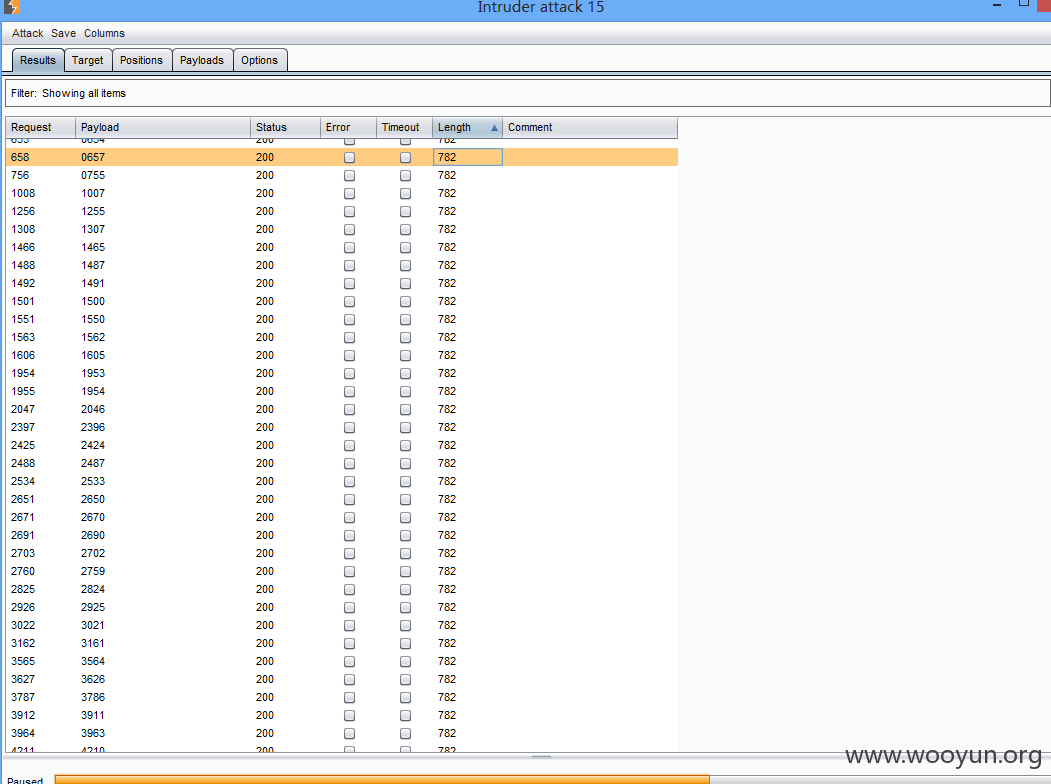 Intruder attack 15
Attack Save Columns
Results Target Positions Payloads Options
Filter: Showing all items
Request Payload Status Error Timeout Length Comment
655 0654 200 782
658 0657 200 782
756 0755 200 782
1008 1007 200 782
1256 1255 200 782
1308 1307 200 782
1466 1465 200 782
1488 1487 200 782
1492 1491 200 782
1501 1500 200 782
1551 1550 200 782
1563 1562 200 782
1606 1605 200 782
1954 1953 200 782
1955 1954 200 782
2047 2046 200 782
2397 2396 200 782
2425 2424 200 782
2488 2487 200 782
2534 2533 200 782
2651 2650 200 782
2671 2670 200 782
2691 2690 200 782
2703 2702 200 782
2760 2759 200 782
2825 2824 200 782
2926 2925 200 782
3022 3021 200 782
3162 3161 200 782
3565 3564 200 782
3627 3626 200 782
3787 3786 200 782
3912 3911 200 782
3964 3963 200 782
4211 4210 200 782
www.wooyun.org
Paused